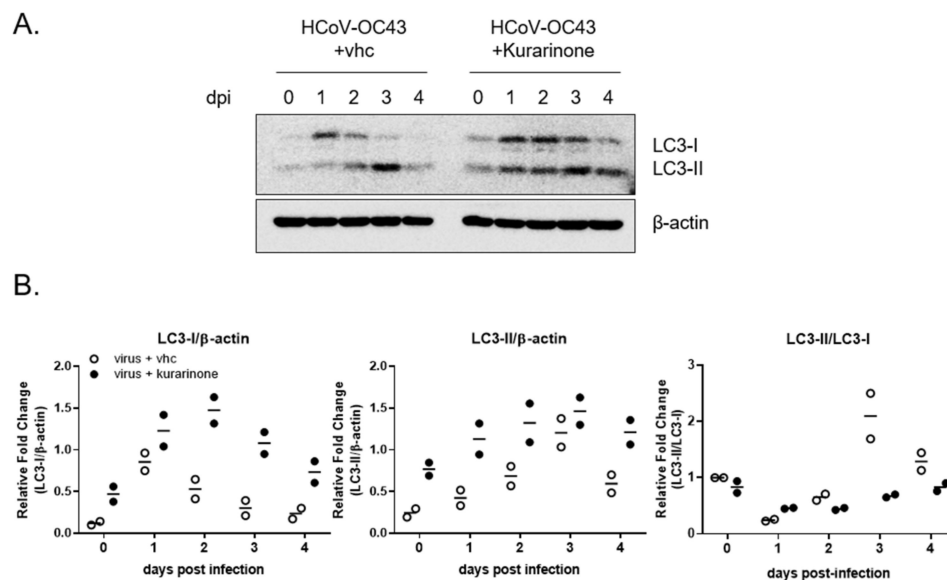 A.
HCoV-OC43 HCoV-OC43
+vhc +Kurarinone
dpi 0 1 2 3 4 0 1 2 3 4
LC3-I
LC3-II
β-actin
B.
LC3-I/β-actin
virus + vhc
virus + kurarinone
Relative Fold Change
(LC3-I/β-actin)
2.0
1.5
1.0
0.5
0.0
0 1 2 3 4
days post infection
LC3-II/β-actin
Relative Fold Change
(LC3-II/β-actin)
2.0
1.5
1.0
0.5
0.0
0 1 2 3 4
days post infection
LC3-II/LC3-I
Relative Fold Change
(LC3-II/LC3-I)
3
2
1
0
0 1 2 3 4
days post-infection